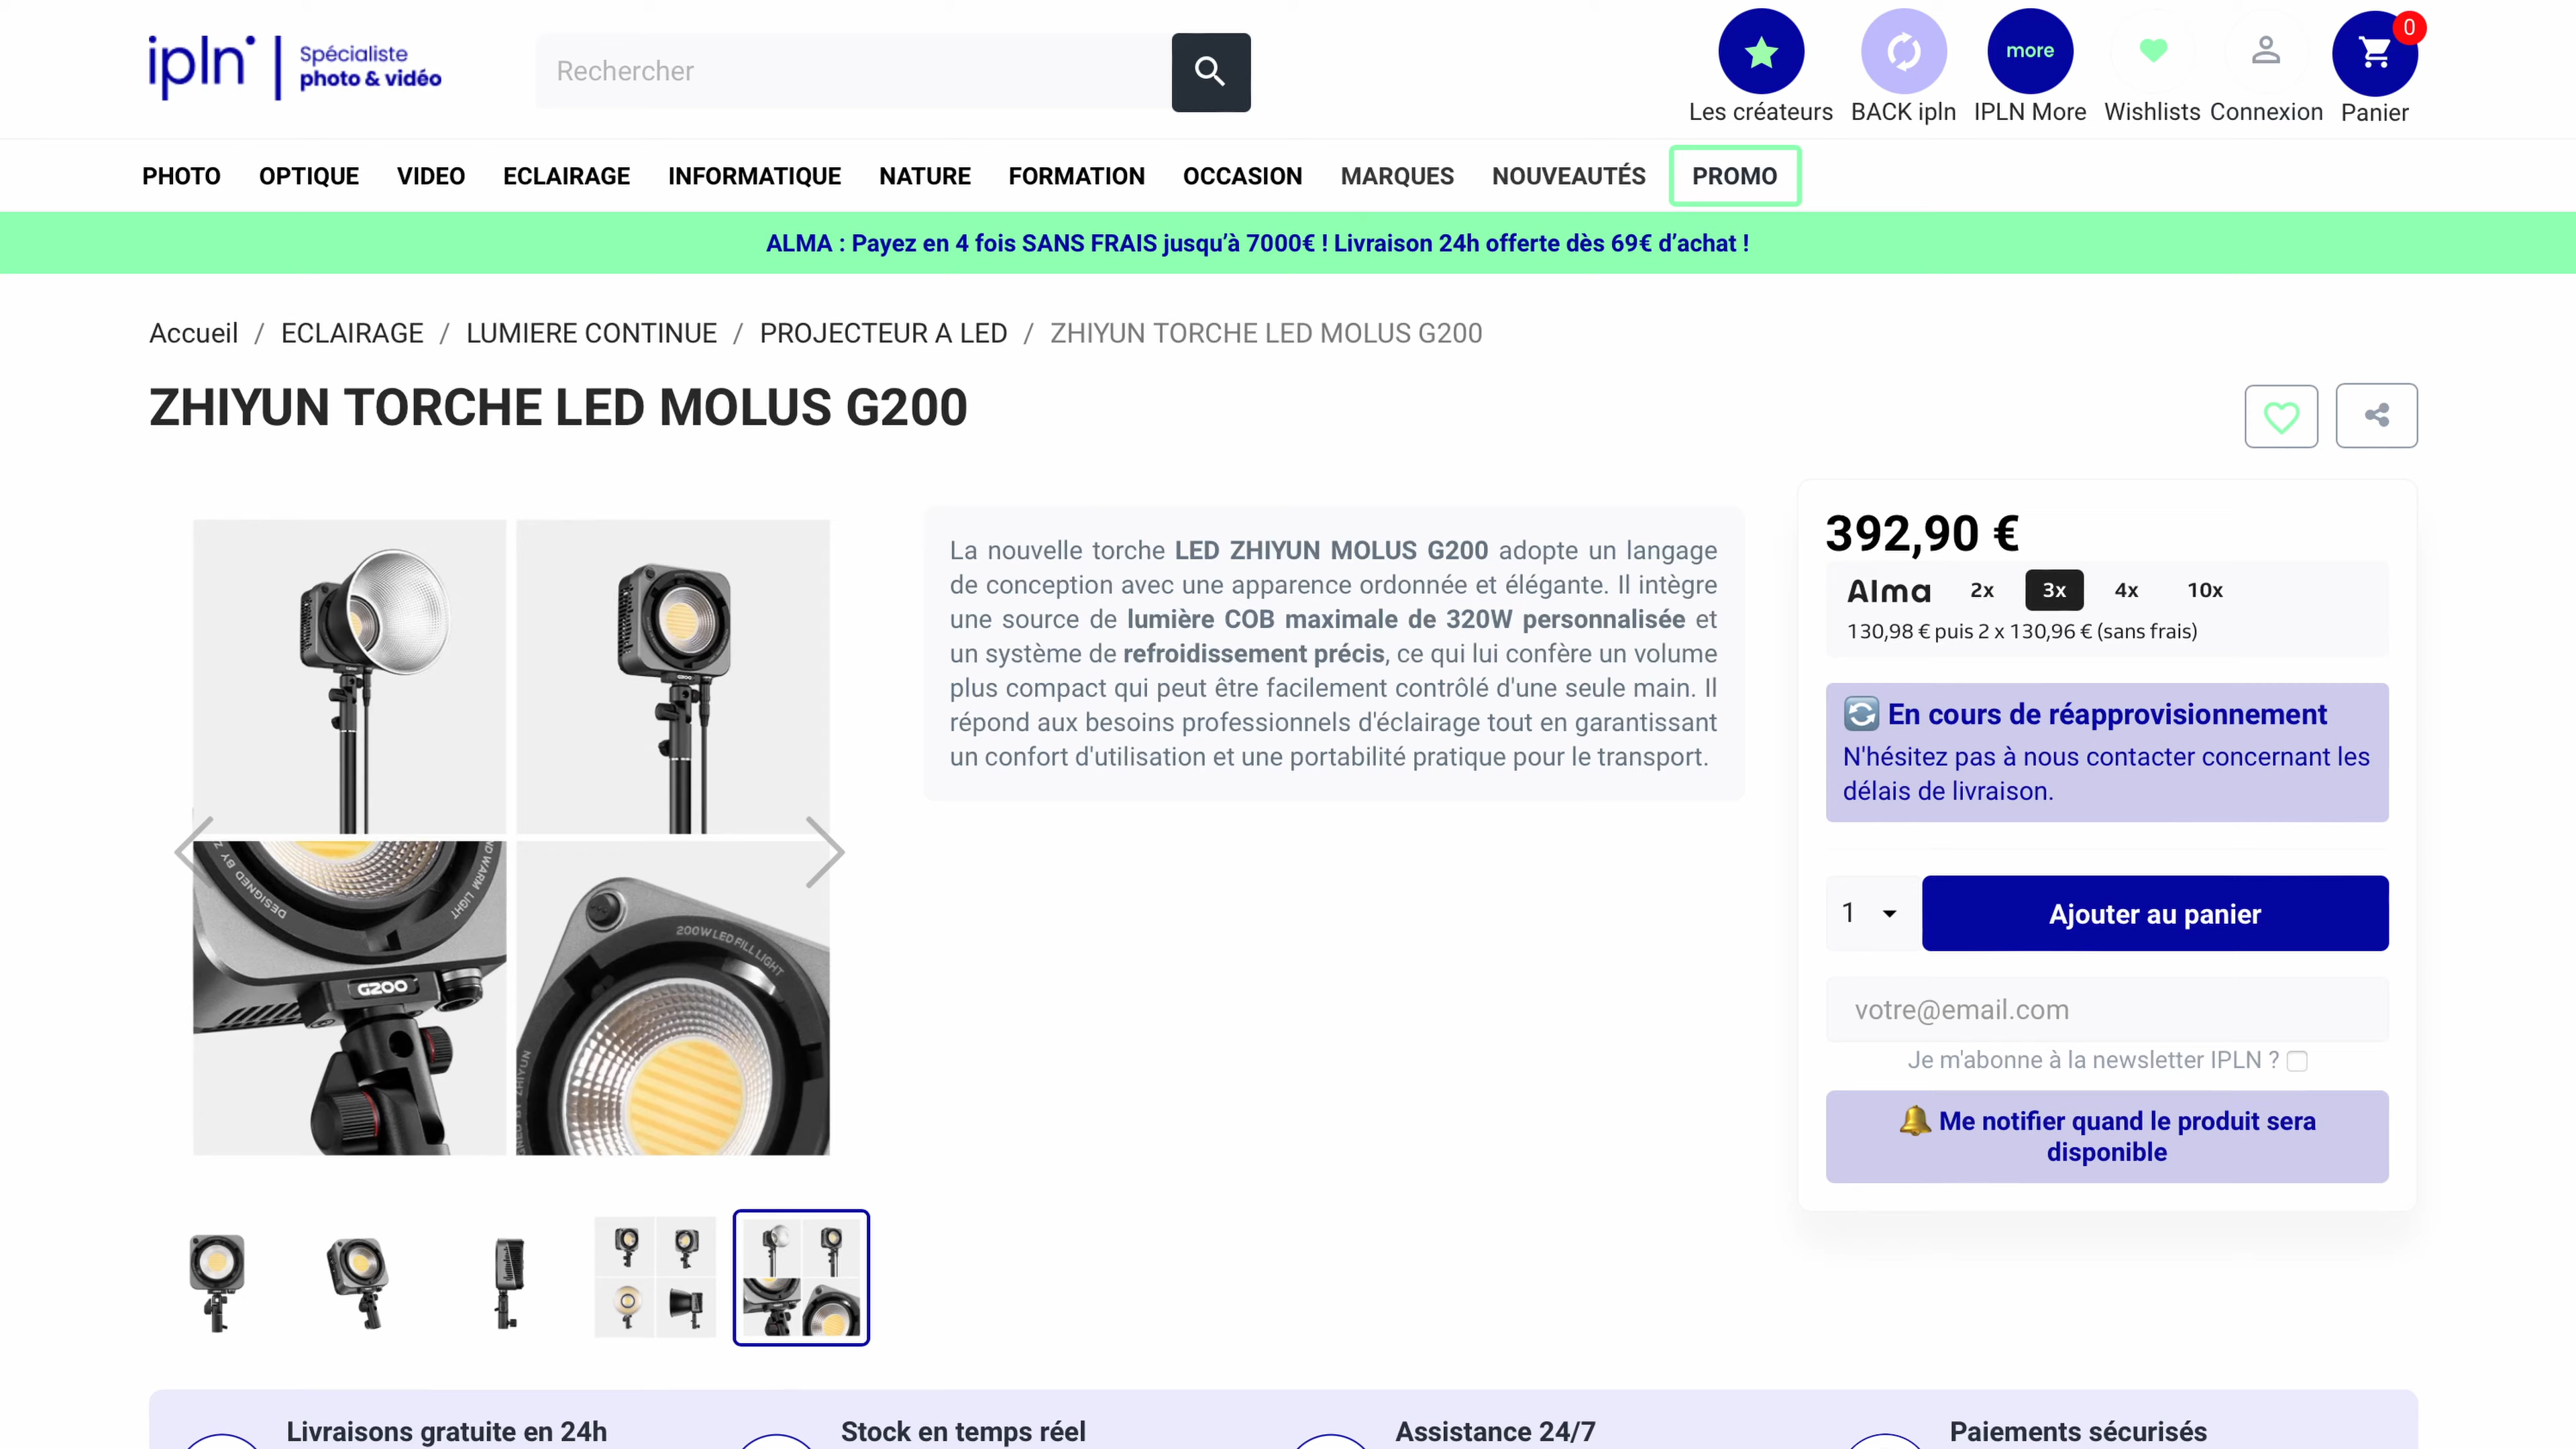 ipln
Spécialiste
photo & vidéo
Rechercher
more
0
Les créateurs
BACK ipln
IPLN More
Wishlists
Connexion
Panier
PHOTO
OPTIQUE
VIDEO
ECLAIRAGE
INFORMATIQUE
NATURE
FORMATION
OCCASION
MARQUES
NOUVEAUTÉS
PROMO
ALMA : Payez en 4 fois SANS FRAIS jusqu’à 7000€ ! Livraison 24h offerte dès 69€ d’achat !
Accueil / ECLAIRAGE / LUMIERE CONTINUE / PROJECTEUR A LED / ZHIYUN TORCHE LED MOLUS G200
ZHIYUN TORCHE LED MOLUS G200
G200
DESIGNED BY Z
ND WARM LIGHT
G200
200W LED FILL LIGHT
NED BY ZHIYUN
La nouvelle torche LED ZHIYUN MOLUS G200 adopte un langage
de conception avec une apparence ordonnée et élégante. Il intègre
une source de lumière COB maximale de 320W personnalisée et
un système de refroidissement précis, ce qui lui confère un volume
plus compact qui peut être facilement contrôlé d'une seule main. Il
répond aux besoins professionnels d'éclairage tout en garantissant
un confort d'utilisation et une portabilité pratique pour le transport.
392,90 €
Alma 2x 3x 4x 10x
130,98 € puis 2 x 130,96 € (sans frais)
En cours de réapprovisionnement
N'hésitez pas à nous contacter concernant les
délais de livraison.
1
Ajouter au panier
votre@email.com
Je m'abonne à la newsletter IPLN ?
Me notifier quand le produit sera
disponible
Livraisons gratuite en 24h
Stock en temps réel
Assistance 24/7
Paiements sécurisés